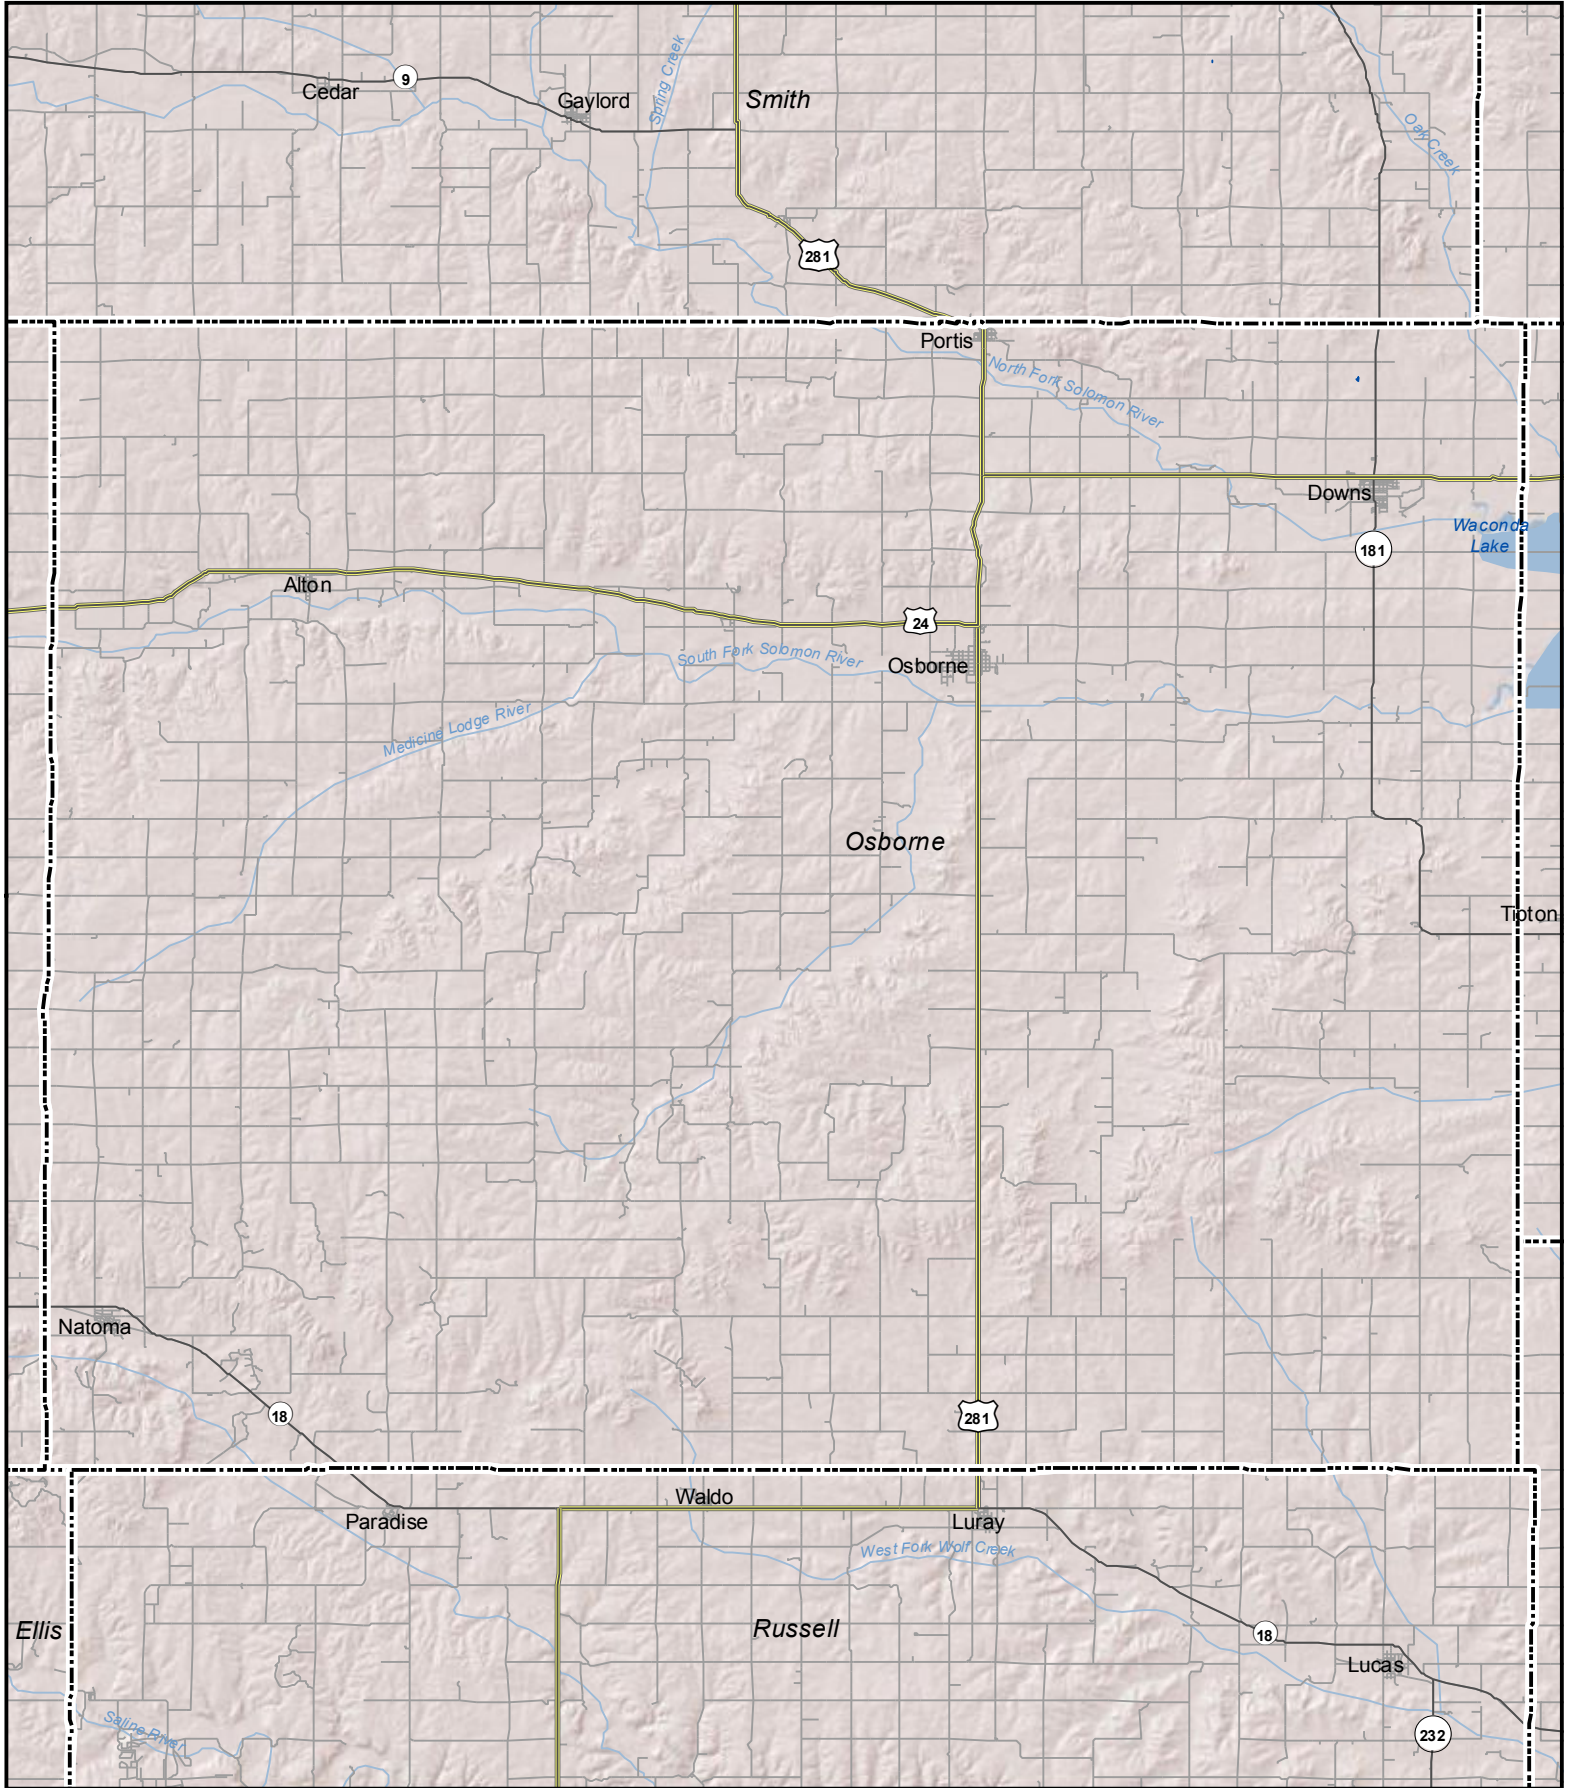 9
Cedar
Gaylord
Spring Creek
Smith
Oak Creek
281
Portis
North Fork Solomon River
Downs
Waconda
Lake
181
Alton
24
South Fork Solomon River
Osborne
Medicine Lodge River
Osborne
Tipton
Natoma
18
281
Waldo
Paradise
Luray
West Fork Wolf Creek
Ellis
Russell
18
Lucas
Saline River
232